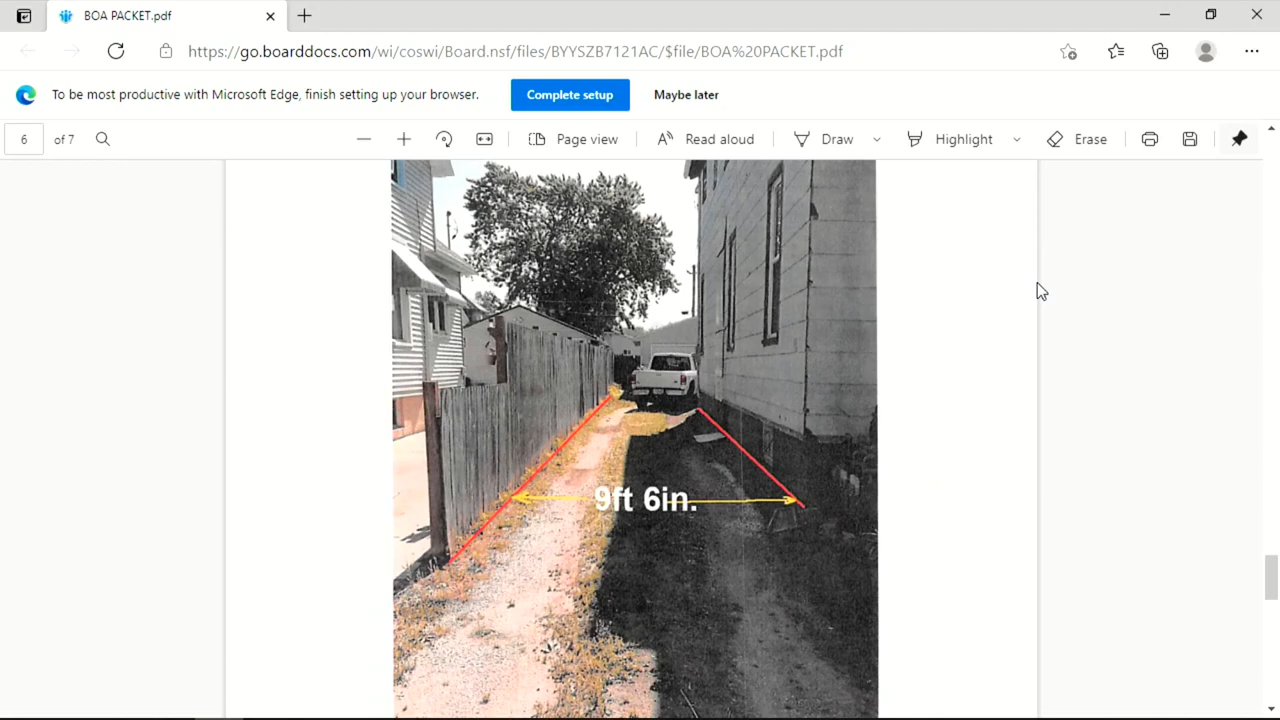 BOA PACKET.pdf
https://go.boarddocs.com/wi/coswi/Board.nsf/files/BYYSZB7121AC/$file/BOA%20PACKET.pdf
To be most productive with Microsoft Edge, finish setting up your browser.
Complete setup
Maybe later
6 of 7
Page view
Read aloud
Draw
Highlight
Erase
9ft 6in.